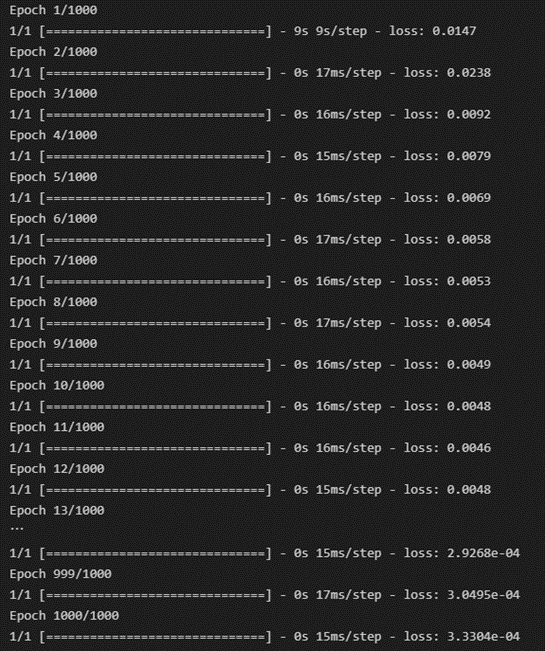 Epoch 1/1000
1/1 [==============================] - 9s 9s/step - loss: 0.0147
Epoch 2/1000
1/1 [==============================] - 0s 17ms/step - loss: 0.0238
Epoch 3/1000
1/1 [==============================] - 0s 16ms/step - loss: 0.0092
Epoch 4/1000
1/1 [==============================] - 0s 15ms/step - loss: 0.0079
Epoch 5/1000
1/1 [==============================] - 0s 16ms/step - loss: 0.0069
Epoch 6/1000
1/1 [==============================] - 0s 17ms/step - loss: 0.0058
Epoch 7/1000
1/1 [==============================] - 0s 16ms/step - loss: 0.0053
Epoch 8/1000
1/1 [==============================] - 0s 17ms/step - loss: 0.0054
Epoch 9/1000
1/1 [==============================] - 0s 16ms/step - loss: 0.0049
Epoch 10/1000
1/1 [==============================] - 0s 16ms/step - loss: 0.0048
Epoch 11/1000
1/1 [==============================] - 0s 16ms/step - loss: 0.0046
Epoch 12/1000
1/1 [==============================] - 0s 15ms/step - loss: 0.0048
Epoch 13/1000
...
1/1 [==============================] - 0s 15ms/step - loss: 2.9268e-04
Epoch 999/1000
1/1 [==============================] - 0s 17ms/step - loss: 3.0495e-04
Epoch 1000/1000
1/1 [==============================] - 0s 15ms/step - loss: 3.3304e-04